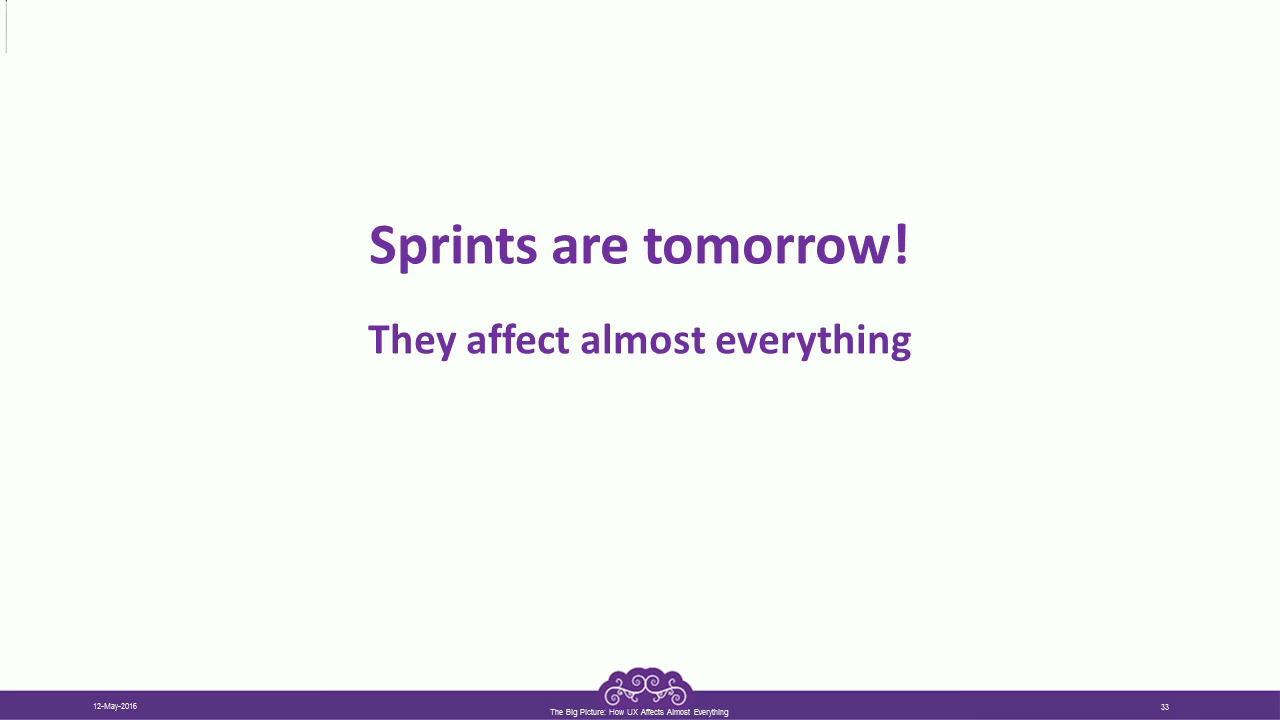 Sprints are tomorrow!
They affect almost everything
12-May-2016
The Big Picture: How UX Affects Almost Everything
33